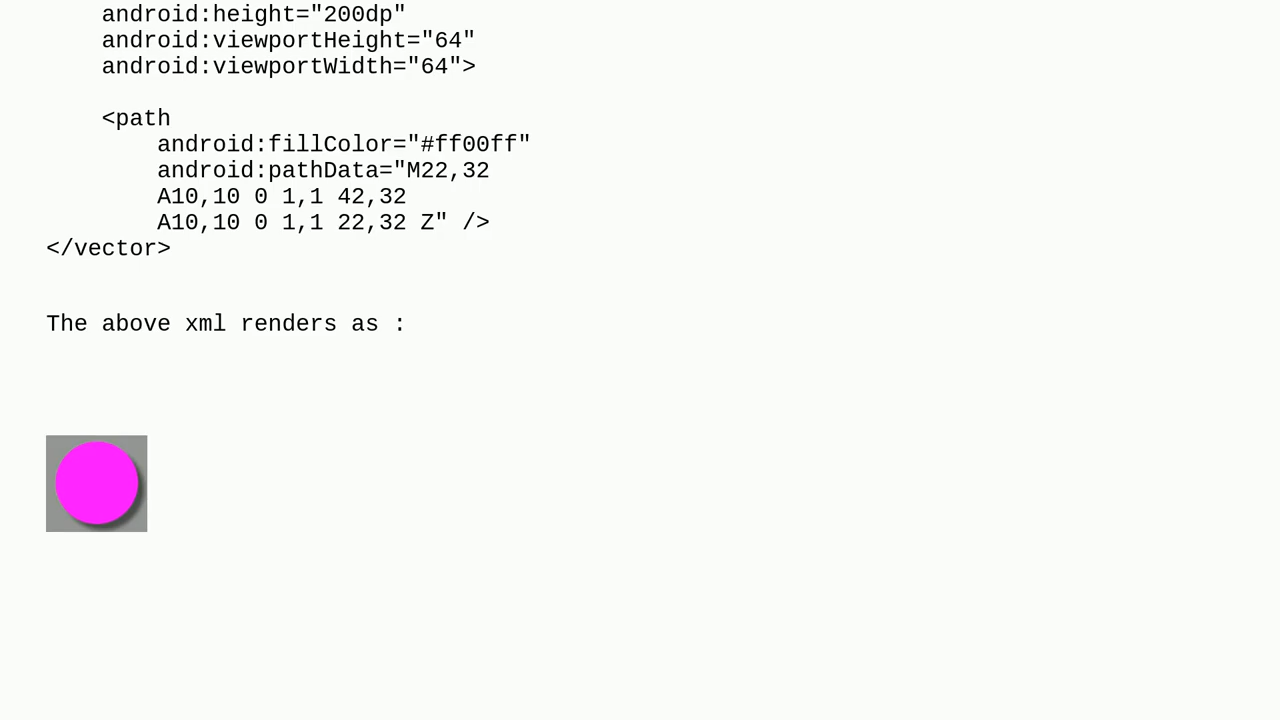 android:height="200dp"
android:viewportHeight="64"
android:viewportWidth="64">
<path
android:fillColor="#ff00ff"
android:pathData="M22,32
A10,10 0 1,1 42,32
A10,10 0 1,1 22,32 Z" />
</vector>
The above xml renders as :